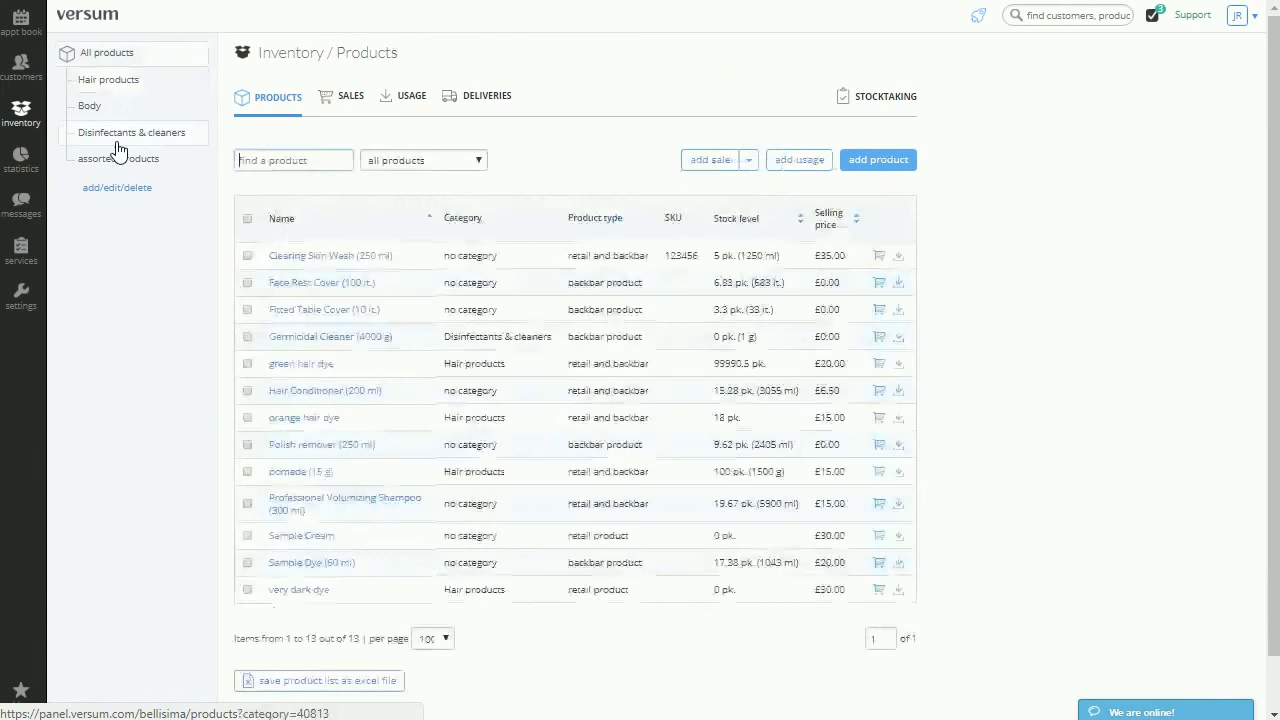 versum
find customers, produc
3
Support
JR
appt book
customers
inventory
statistics
messages
services
settings
All products
Hair products
Body
Disinfectants & cleaners
add/edit/delete
Inventory / Products
PRODUCTS
SALES
USAGE
DELIVERIES
STOCKTAKING
find a product
all products
add sale
add usage
add product
Name Category Product type SKU Stock level Selling price
Clearing Skin Wash (250 ml) no category retail and backbar 123456 5 pk. (1250 ml) £35.00
Face Rest Cover (100 it.) no category backbar product 6.83 pk. (683 it.) £0.00
Fitted Table Cover (10 it.) no category backbar product 3.3 pk. (33 it.) £0.00
Germicidal Cleaner (4000 g) Disinfectants & cleaners backbar product 0 pk. (1 g) £0.00
green hair dye Hair products retail and backbar 99990.5 pk. £20.00
Hair Conditioner (200 ml) no category retail and backbar 15.28 pk. (3055 ml) £6.50
orange hair dye Hair products retail and backbar 18 pk. £15.00
Polish remover (250 ml) no category backbar product 9.62 pk. (2405 ml) £0.00
pomade (15 g) Hair products retail and backbar 100 pk. (1500 g) £15.00
Professional Volumizing Shampoo (300 ml) no category retail and backbar 19.67 pk. (5900 ml) £15.00
Sample Cream no category retail product 0 pk. £30.00
Sample Dye (60 ml) no category backbar product 17.38 pk. (1043 ml) £20.00
very dark dye Hair products retail product 0 pk. £30.00
Items from 1 to 13 out of 13 | per page
1 of 1
save product list as excel file
https://panel.versum.com/bellisima/products?category=40813
We are online!